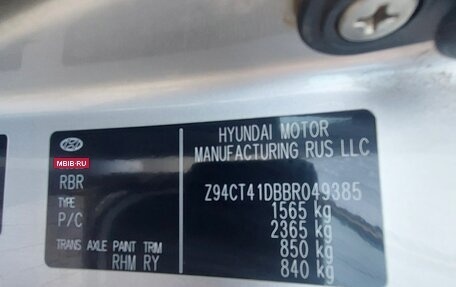 HYUNDAI MOTOR
MANUFACTURING RUS LLC
MBIB·RU
RBR
TYPE
P/C
TRANS AXLE PAINT TRIM
RHM RY
Z94CT41DBBR049385
1565 kg
2365 kg
850 kg
840 kg